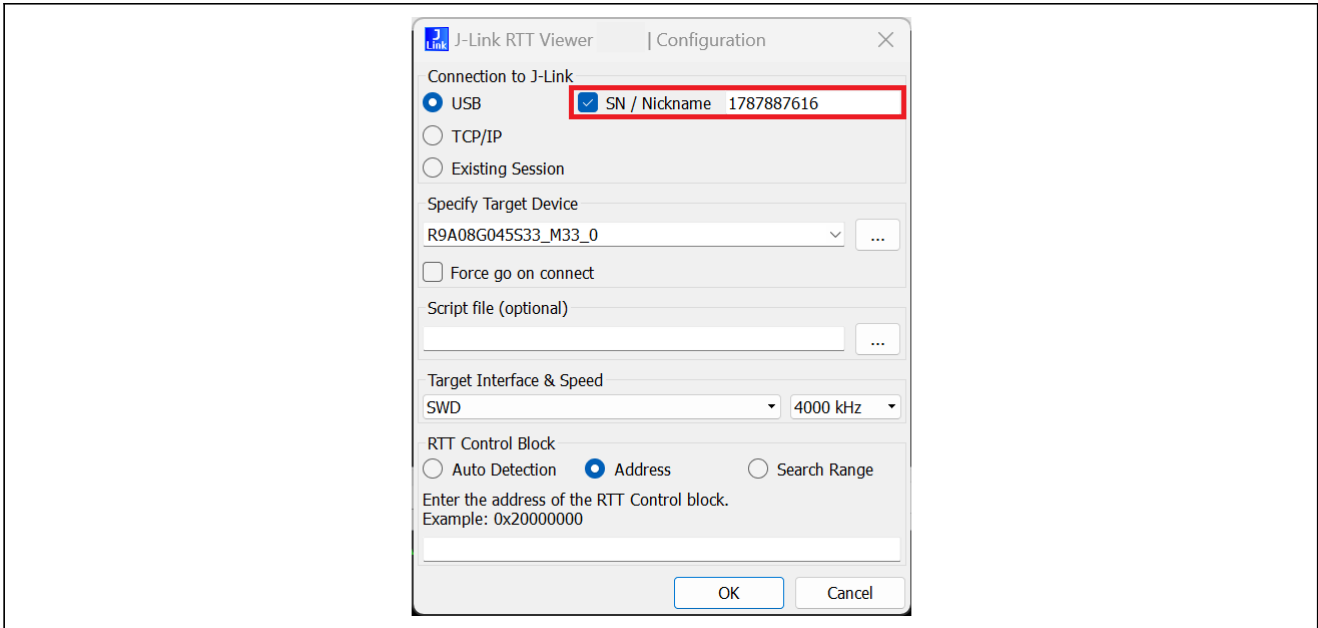 J-Link RTT Viewer | Configuration
Connection to J-Link
USB SN / Nickname 1787887616
TCP/IP
Existing Session
Specify Target Device
R9A08G045S33_M33_0 ...
Force go on connect
Script file (optional)
...
Target Interface & Speed
SWD 4000 kHz
RTT Control Block
Auto Detection Address Search Range
Enter the address of the RTT Control block.
Example: 0x20000000
OK Cancel